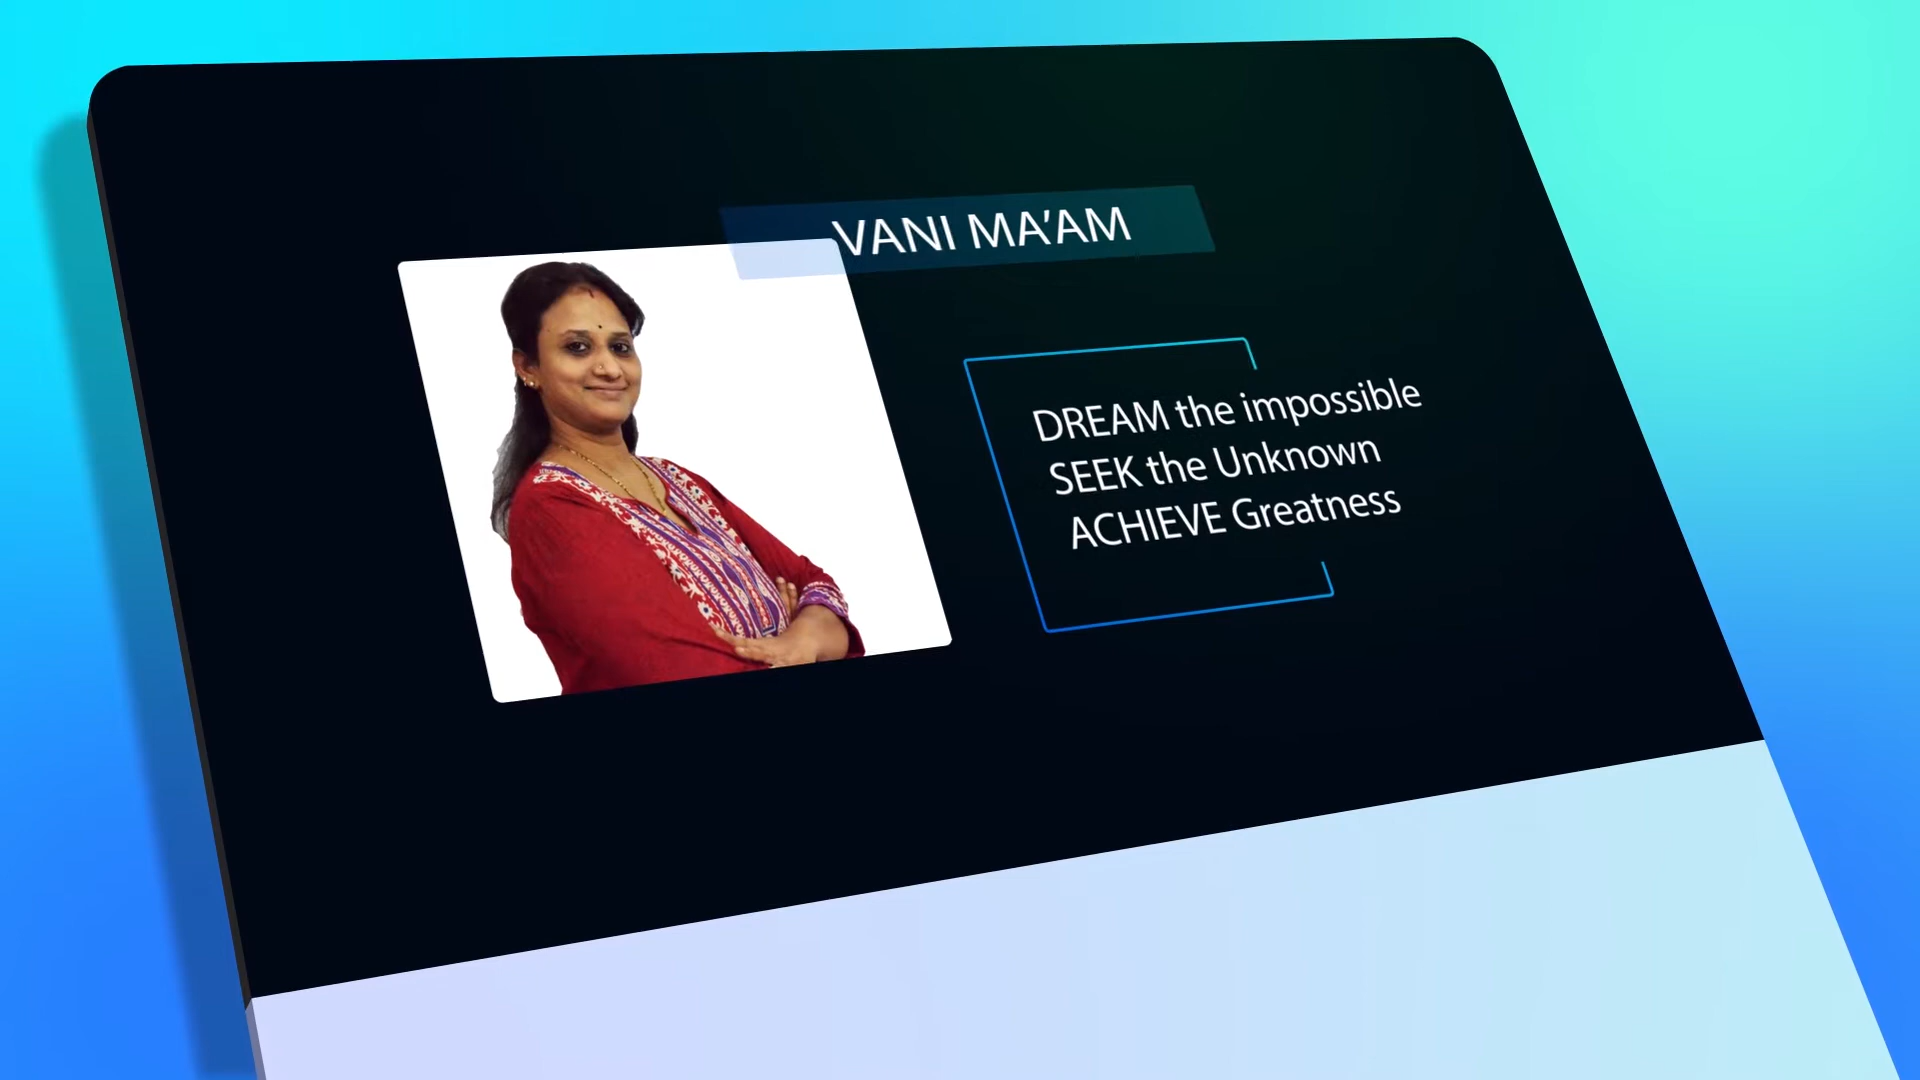 VANI MA’AM
DREAM the impossible
SEEK the Unknown
ACHIEVE Greatness